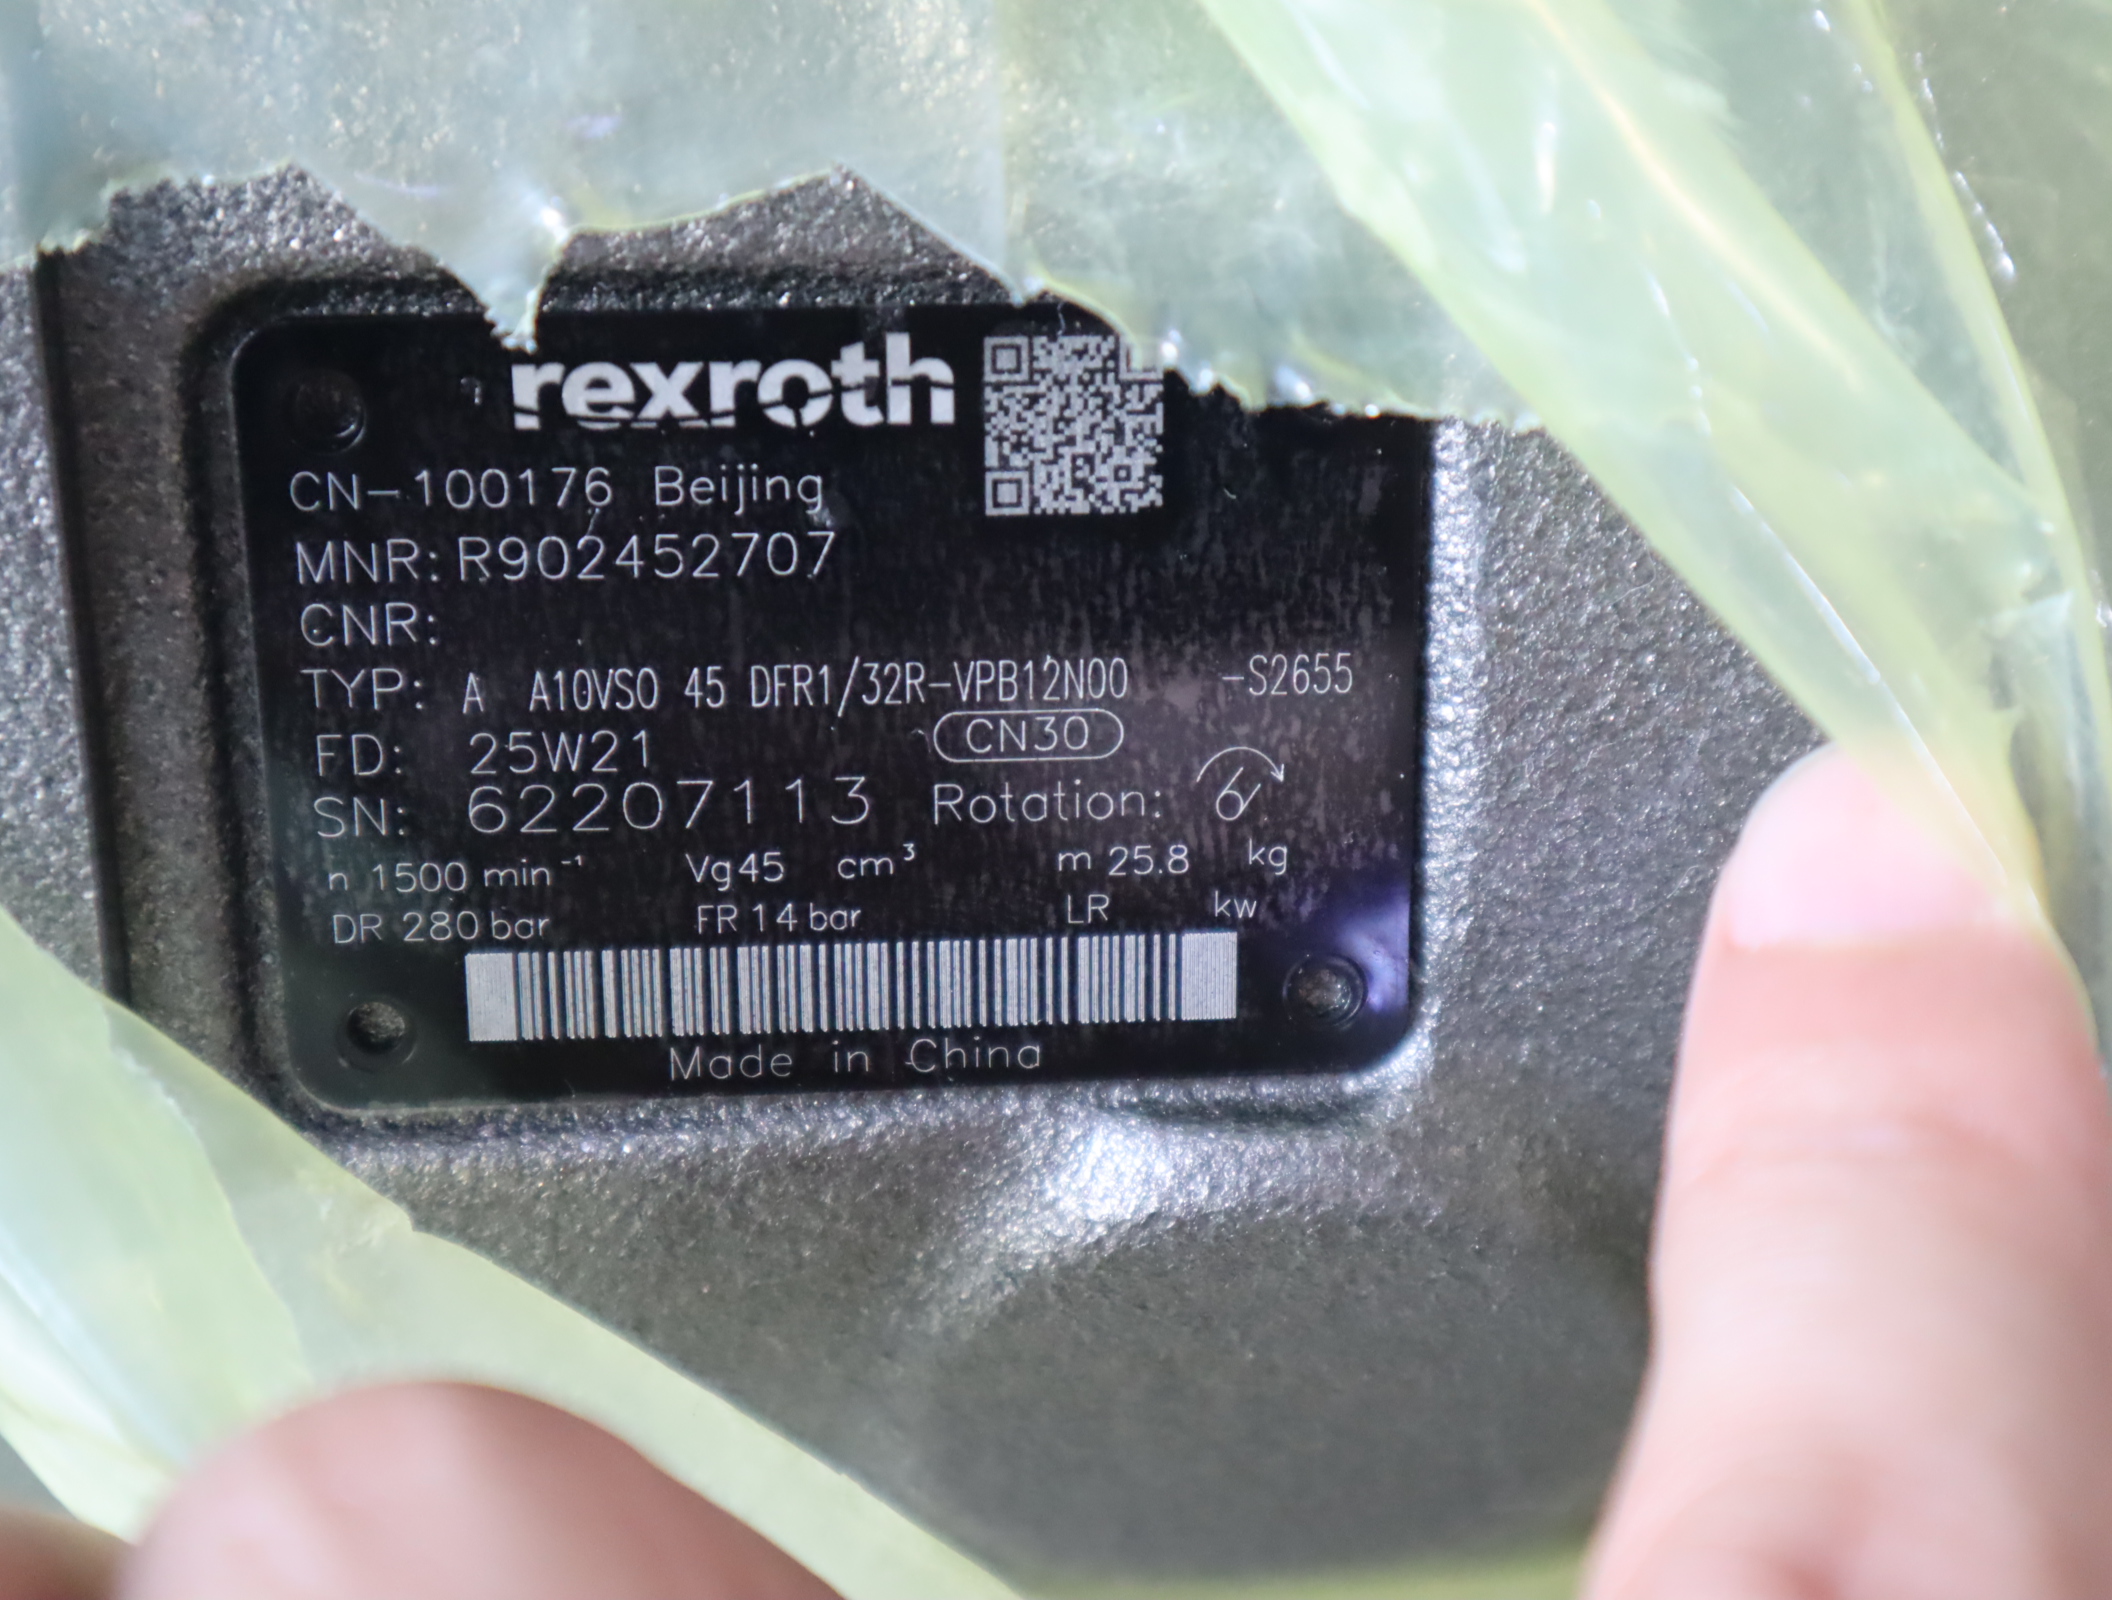 rexroth
CN-100176 Beijing
MNR: R902452707
CNR:
TYP: A A10VSO 45 DFR1/32R-VPB12N00 -S2655
FD: 25W21 CN30
SN: 62207113 Rotation:
n 1500 min⁻¹ Vg45 cm³ m 25.8 kg
DR 280 bar FR 14 bar LR kw
Made in China